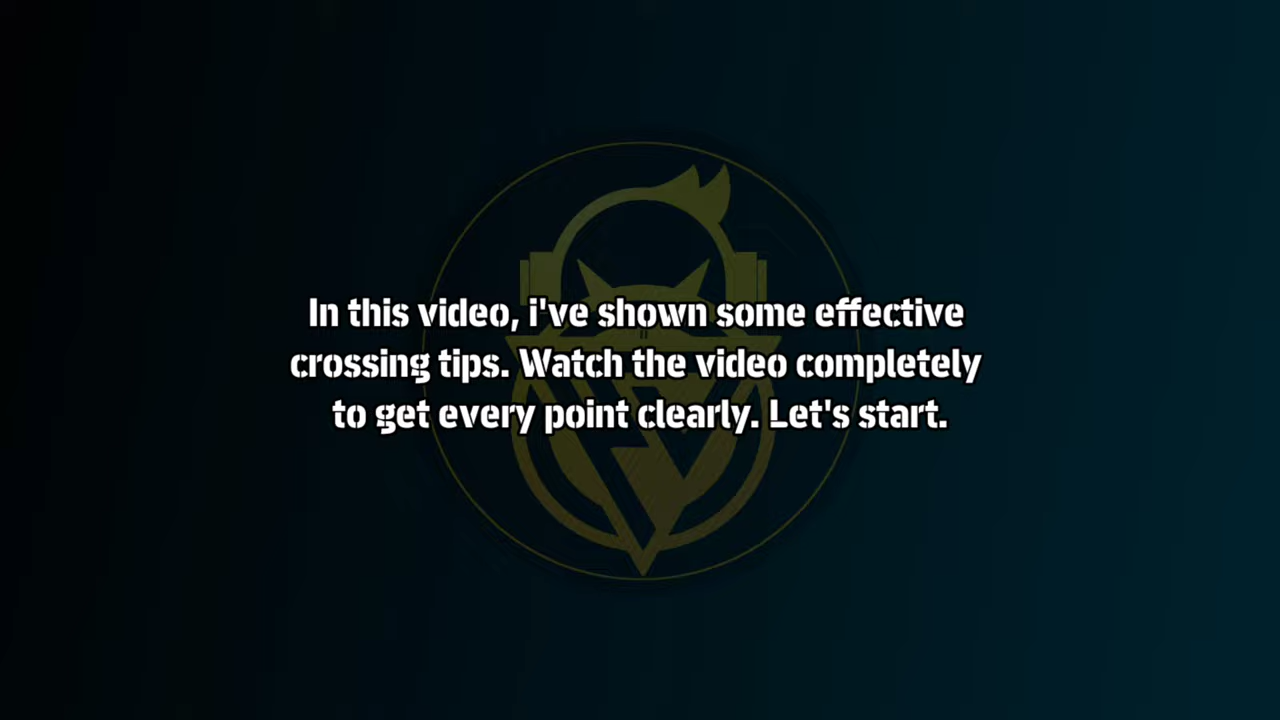 In this video, i've shown some effective
crossing tips. Watch the video completely
to get every point clearly. Let's start.